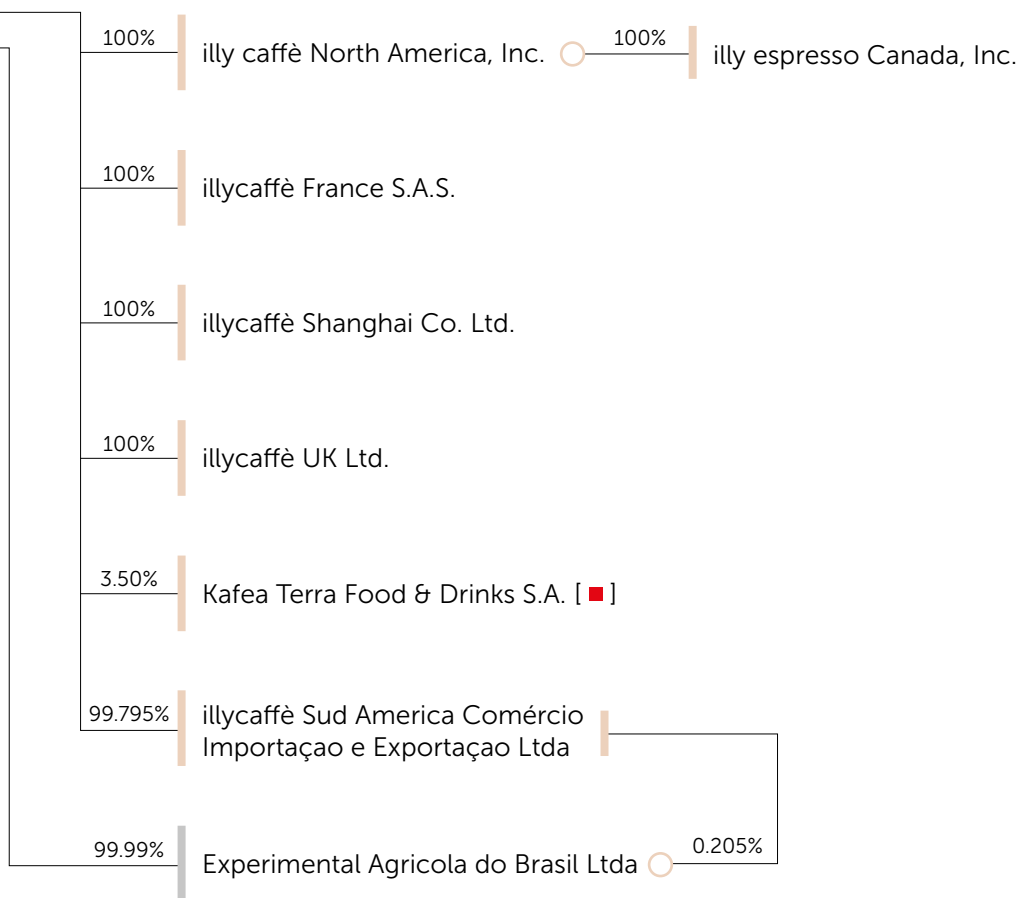 100%
illy caffè North America, Inc.
100%
illy espresso Canada, Inc.
100%
illycaffè France S.A.S.
100%
illycaffè Shanghai Co. Ltd.
100%
illycaffè UK Ltd.
3.50%
Kafea Terra Food & Drinks S.A. [ ■ ]
99.795%
illycaffè Sud America Comércio
Importaçao e Exportaçao Ltda
99.99%
Experimental Agricola do Brasil Ltda
0.205%